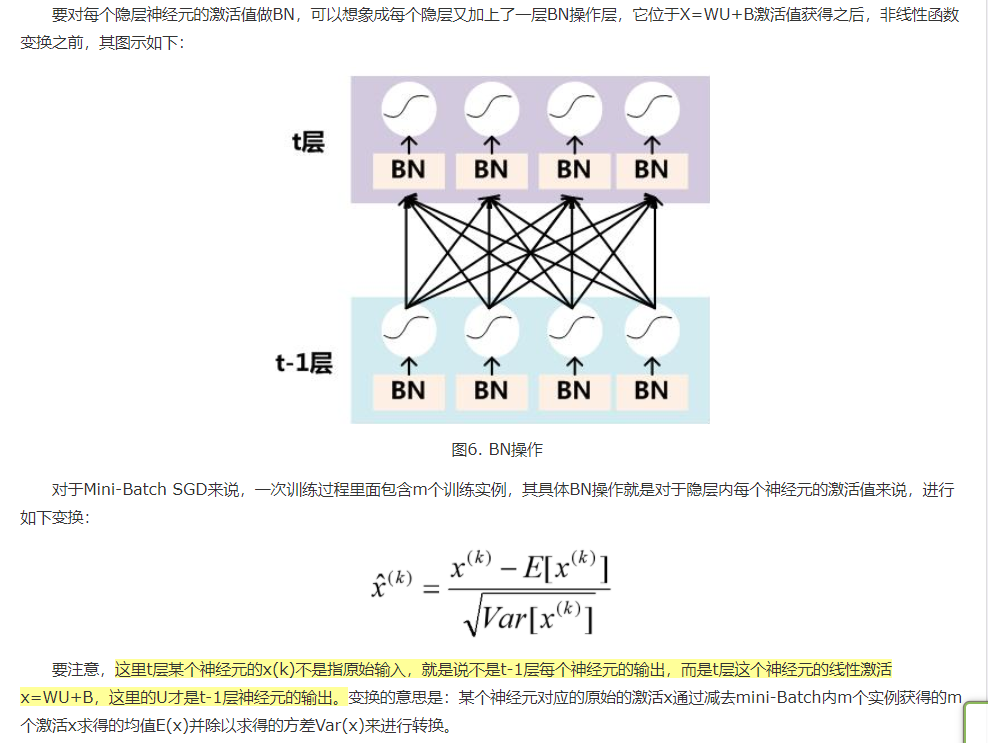 要对每个隐层神经元的激活值做BN，可以想象成每个隐层又加上了一层BN操作层，它位于X=WU+B激活值获得之后，非线性函数
变换之前，其图示如下：
t层
BN BN BN BN
t-1层
BN BN BN BN
图6. BN操作
对于Mini-Batch SGD来说，一次训练过程里面包含m个训练实例，其具体BN操作就是对于隐层内每个神经元的激活值来说，进行
如下变换：
x̂^(k) = (x^(k) − E[x^(k)]) / √Var[x^(k)]
要注意，这里t层某个神经元的x(k)不是指原始输入，就是说不是t-1层每个神经元的输出，而是t层这个神经元的线性激活
x=WU+B，这里的U才是t-1层神经元的输出。变换的意思是：某个神经元对应的原始的激活x通过减去mini-Batch内m个实例获得的m
个激活x求得的均值E(x)并除以求得的方差Var(x)来进行转换。